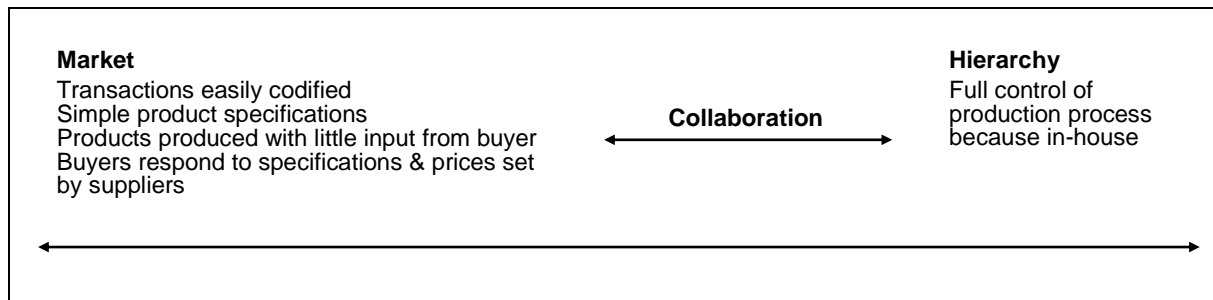 Market
Transactions easily codified
Simple product specifications
Products produced with little input from buyer
Buyers respond to specifications & prices set
by suppliers
Collaboration
Hierarchy
Full control of
production process
because in-house